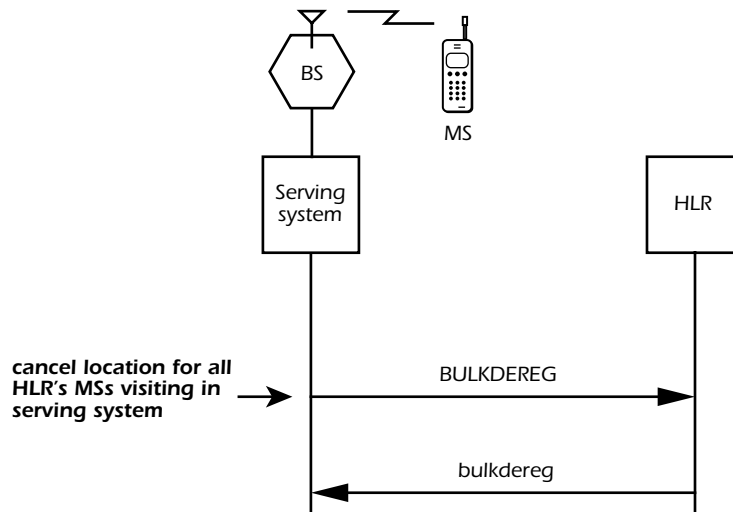 BS
MS
Serving
system
HLR
cancel location for all
HLR's MSs visiting in
serving system
BULKDEREG
bulkdereg